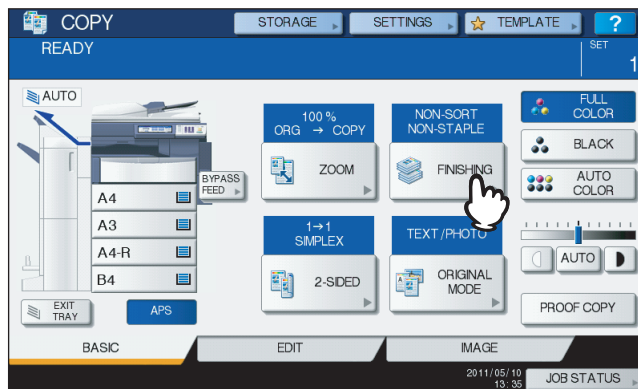 COPY
STORAGE
SETTINGS
TEMPLATE
?
READY
SET
1
AUTO
100 %
ORG → COPY
ZOOM
NON-SORT
NON-STAPLE
FINISHING
FULL
COLOR
BLACK
AUTO
COLOR
BYPASS
FEED
A4
A3
A4-R
B4
1→1
SIMPLEX
2-SIDED
TEXT/PHOTO
ORIGINAL
MODE
AUTO
EXIT
TRAY
APS
PROOF COPY
BASIC
EDIT
IMAGE
2011/05/10
13:35
JOB STATUS